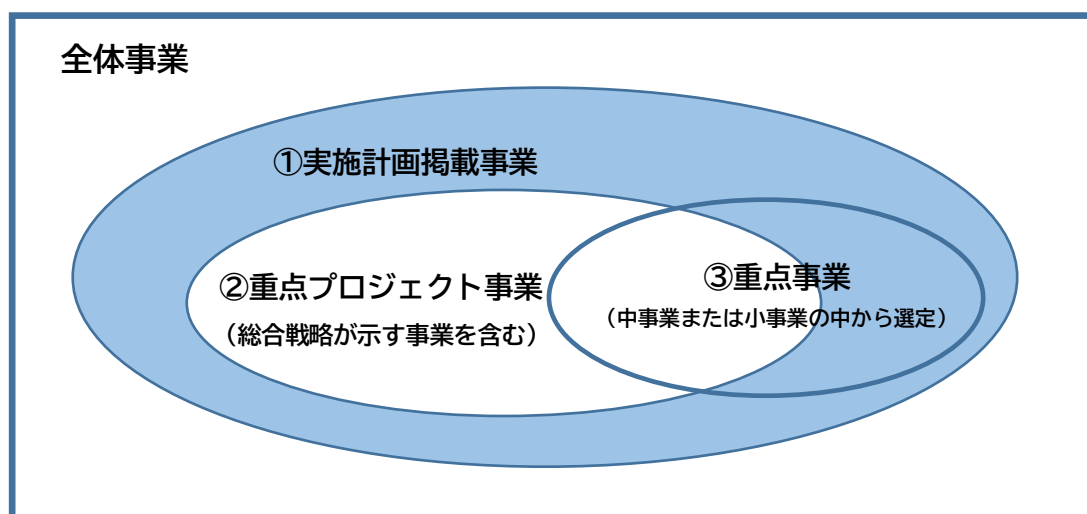 全体事業
①実施計画掲載事業
②重点プロジェクト事業
（総合戦略が示す事業を含む）
③重点事業
（中事業または小事業の中から選定）